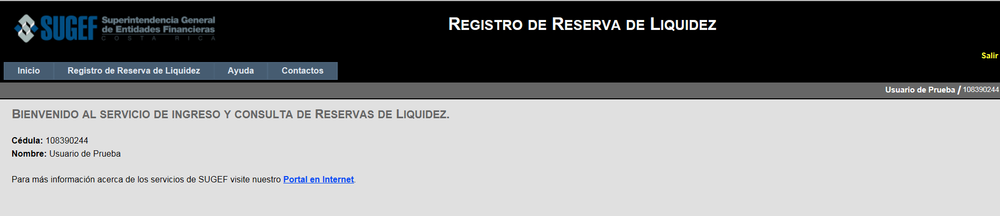 SUGEF Superintendencia General
de Entidades Financieras
COSTA RICA
REGISTRO DE RESERVA DE LIQUIDEZ
Salir
Inicio Registro de Reserva de Liquidez Ayuda Contactos
Usuario de Prueba / 108390244
BIENVENIDO AL SERVICIO DE INGRESO Y CONSULTA DE RESERVAS DE LIQUIDEZ.
Cédula: 108390244
Nombre: Usuario de Prueba
Para más información acerca de los servicios de SUGEF visite nuestro Portal en Internet.